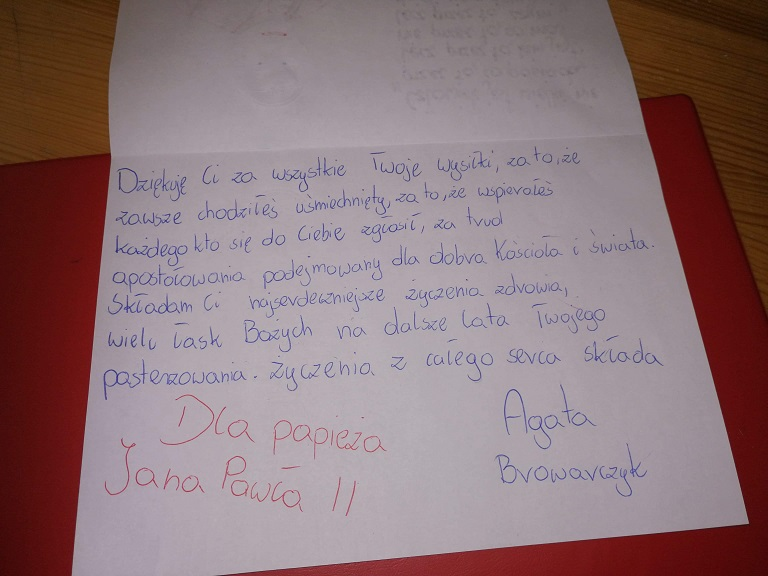 Dziękuję Ci za wszystkie Twoje wysiłki, za to, że
zawsze chodziłeś uśmiechnięty, za to, że wspierałeś
każdego kto się do Ciebie zgłosił, za trud
apostołowania podejmowany dla dobra Kościoła i świata.
Składam Ci najserdeczniejsze życzenia zdrowia,
wielu łask Bożych na dalsze lata Twojego
pasterzowania. Życzenia z całego serca składa
Dla papieża
Jana Pawła II
Agata
Browarczyk